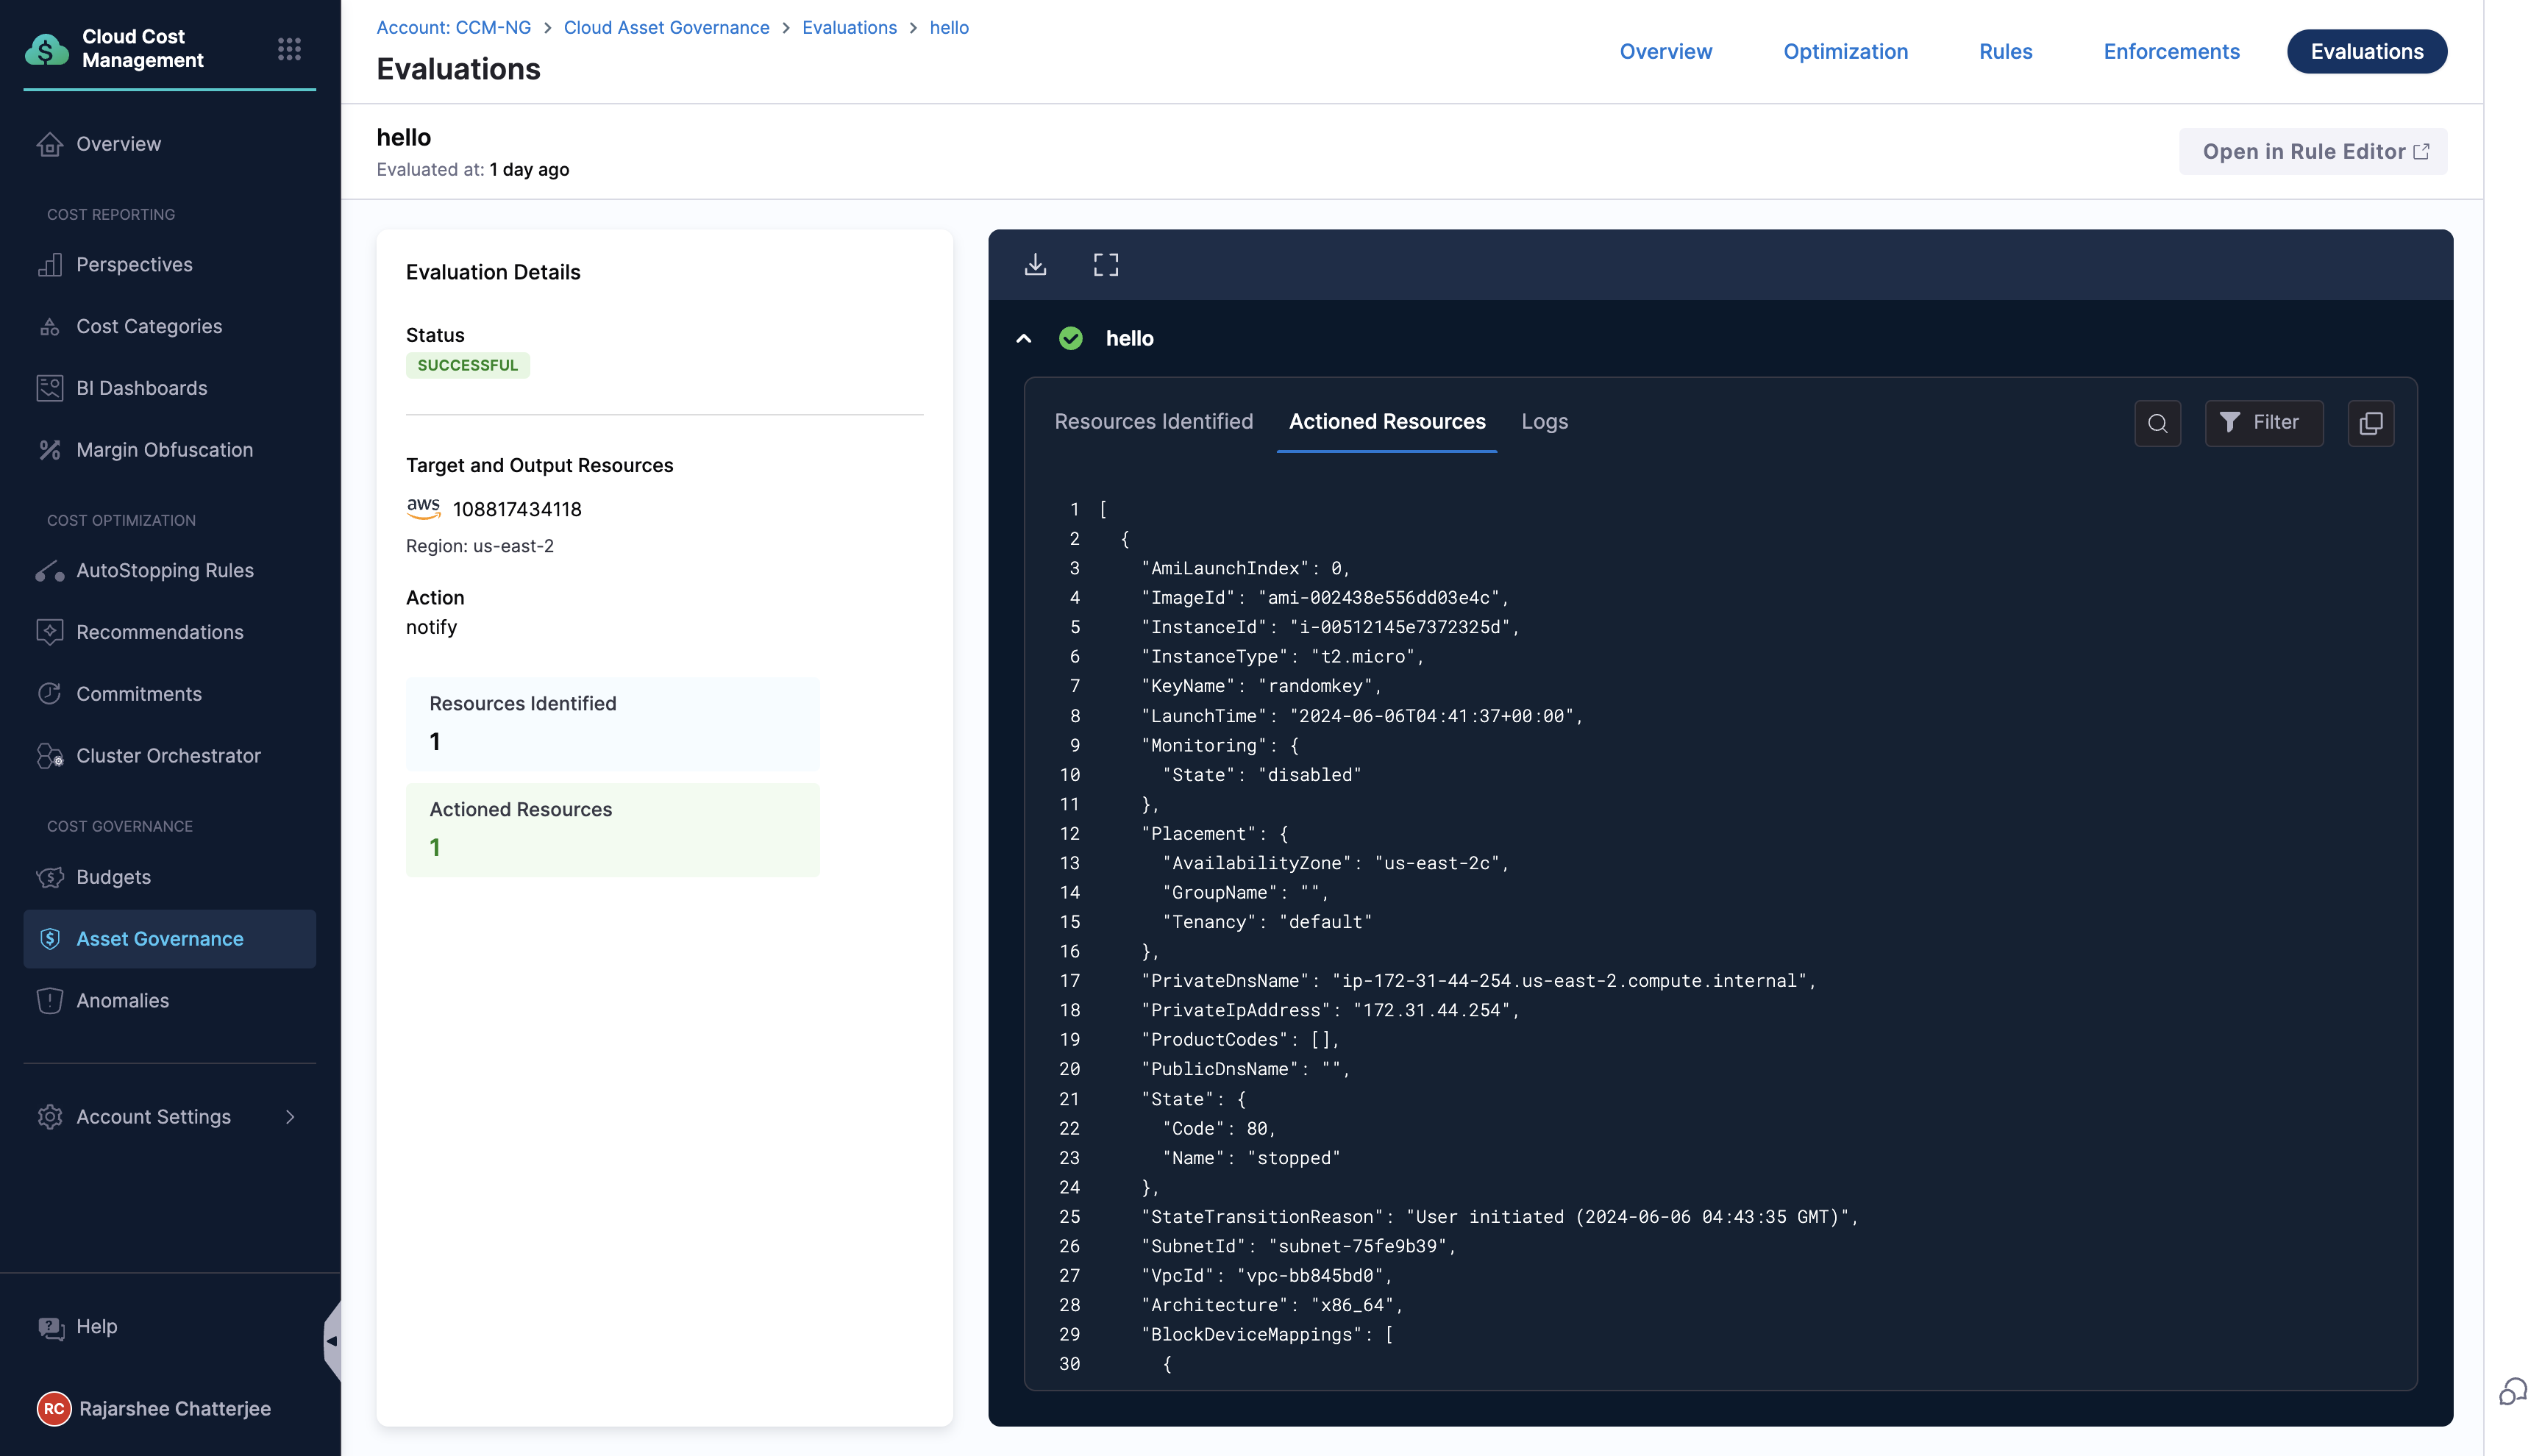 Cloud Cost
Management
Overview
COST REPORTING
Perspectives
Cost Categories
BI Dashboards
Margin Obfuscation
COST OPTIMIZATION
AutoStopping Rules
Recommendations
Commitments
Cluster Orchestrator
COST GOVERNANCE
Budgets
Asset Governance
Anomalies
Account Settings
Help
RC Rajarshee Chatterjee
Account: CCM-NG > Cloud Asset Governance > Evaluations > hello
Evaluations
Overview Optimization Rules Enforcements Evaluations
hello
Evaluated at: 1 day ago
Open in Rule Editor
Evaluation Details
Status
SUCCESSFUL
Target and Output Resources
aws 108817434118
Region: us-east-2
Action
notify
Resources Identified
1
Actioned Resources
1
hello
Resources Identified Actioned Resources Logs Filter
1 [
2 {
3 "AmiLaunchIndex": 0,
4 "ImageId": "ami-002438e556dd03e4c",
5 "InstanceId": "i-00512145e7372325d",
6 "InstanceType": "t2.micro",
7 "KeyName": "randomkey",
8 "LaunchTime": "2024-06-06T04:41:37+00:00",
9 "Monitoring": {
10 "State": "disabled"
11 },
12 "Placement": {
13 "AvailabilityZone": "us-east-2c",
14 "GroupName": "",
15 "Tenancy": "default"
16 },
17 "PrivateDnsName": "ip-172-31-44-254.us-east-2.compute.internal",
18 "PrivateIpAddress": "172.31.44.254",
19 "ProductCodes": [],
20 "PublicDnsName": "",
21 "State": {
22 "Code": 80,
23 "Name": "stopped"
24 },
25 "StateTransitionReason": "User initiated (2024-06-06 04:43:35 GMT)",
26 "SubnetId": "subnet-75fe9b39",
27 "VpcId": "vpc-bb845bd0",
28 "Architecture": "x86_64",
29 "BlockDeviceMappings": [
30 {